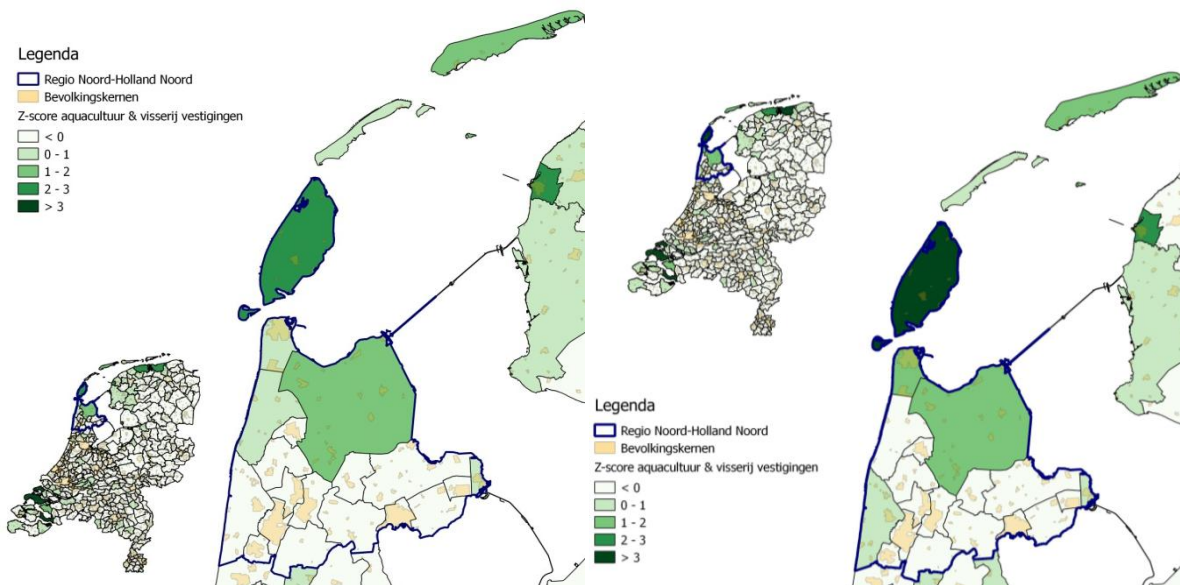 Legenda
Regio Noord-Holland Noord
Bevolkingskernen
Z-score aquacultuur & visserij vestigingen
< 0
0 - 1
1 - 2
2 - 3
> 3
Legenda
Regio Noord-Holland Noord
Bevolkingskernen
Z-score aquacultuur & visserij vestigingen
< 0
0 - 1
1 - 2
2 - 3
> 3